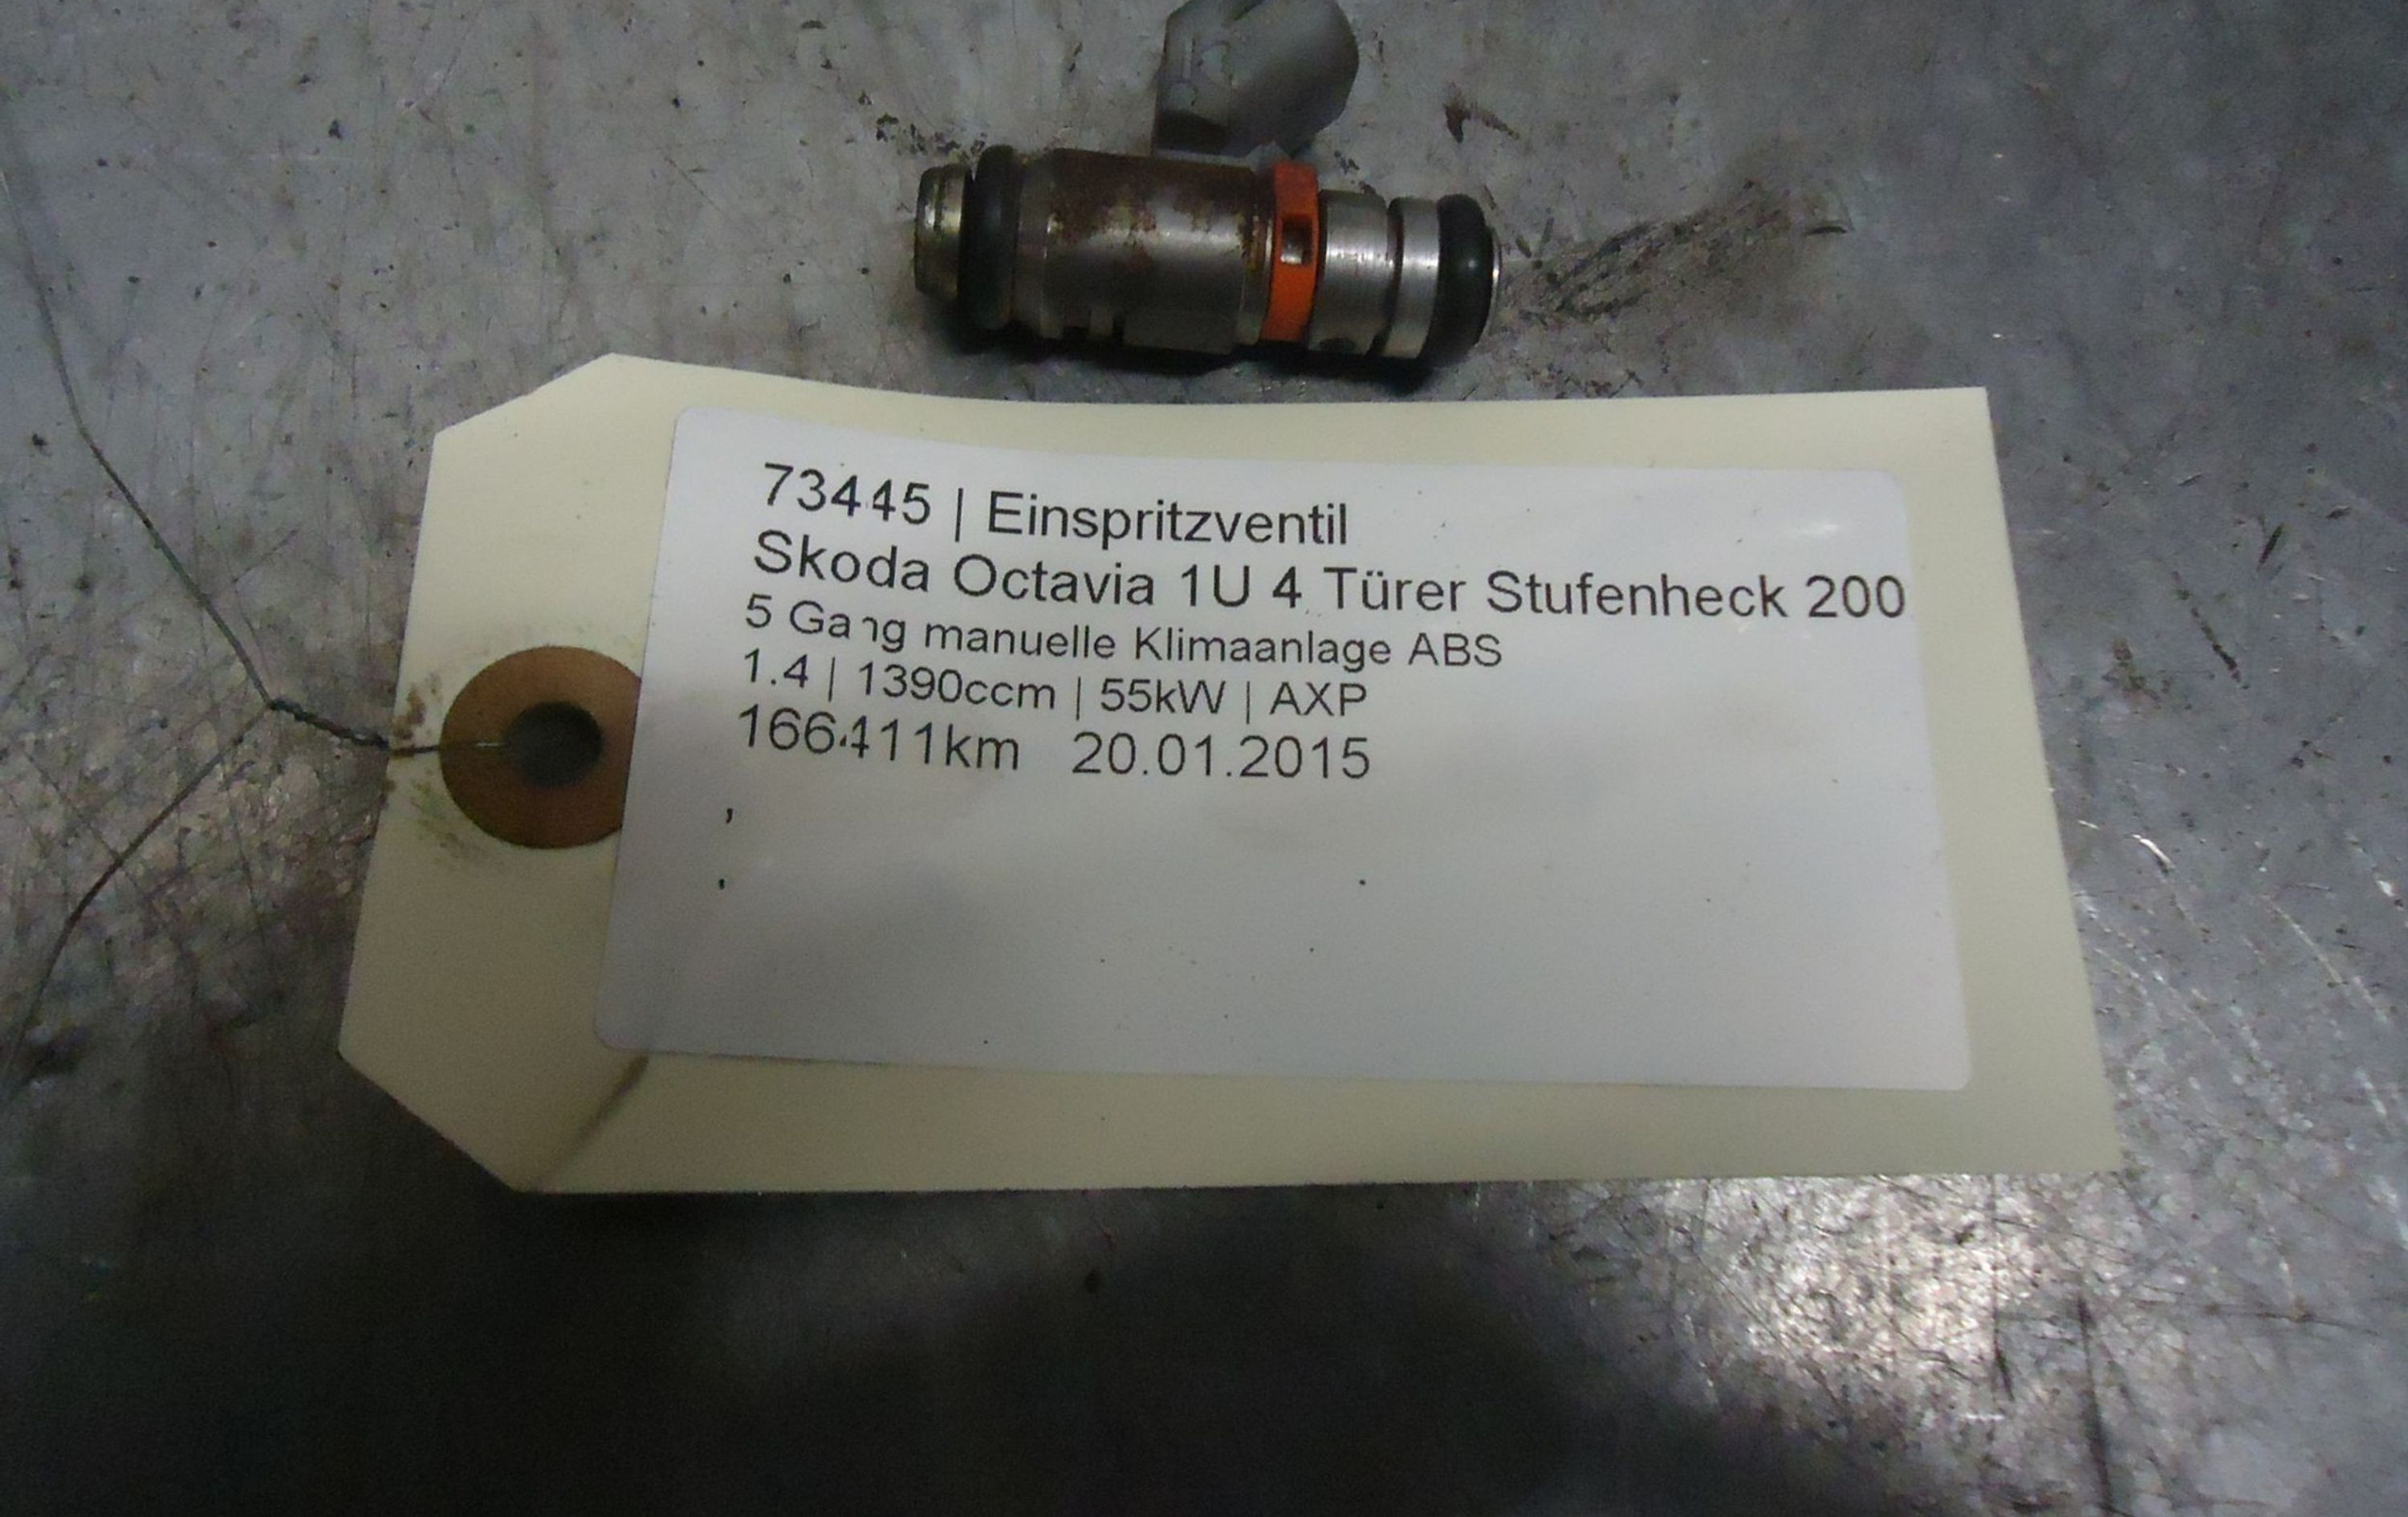 73445 | Einspritzventil
Skoda Octavia 1U 4 Türer Stufenheck 200
5 Gang manuelle Klimaanlage ABS
1.4 | 1390ccm | 55kW | AXP
166411km 20.01.2015
,
,